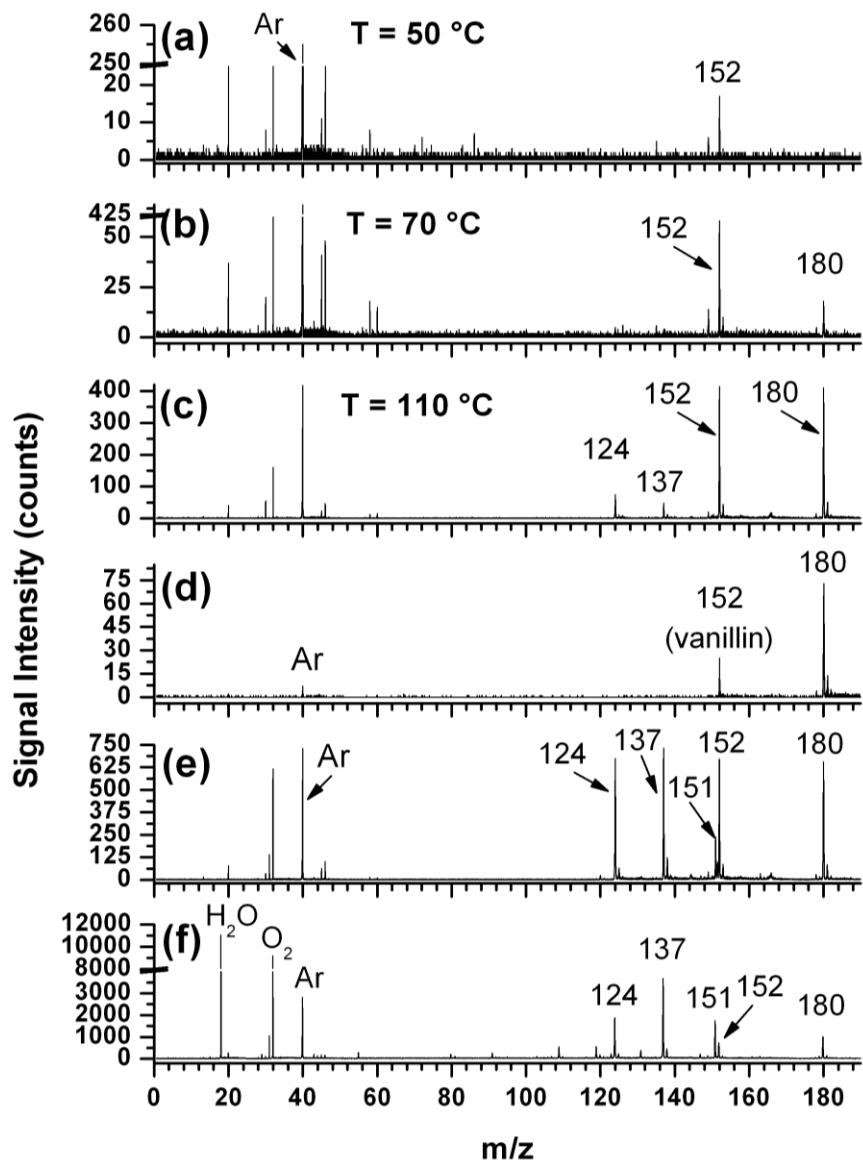 Signal Intensity (counts)
(a)
Ar
T = 50 °C
152
260
250
20
10
0
(b)
T = 70 °C
152
180
425
50
25
0
(c)
T = 110 °C
124
137
152
180
400
300
200
100
0
(d)
Ar
152
(vanillin)
180
75
60
45
30
15
0
(e)
Ar
124
137
151
152
180
750
625
500
375
250
125
0
(f)
H₂O
O₂
Ar
124
137
151
152
180
12000
10000
8000
3000
2000
1000
0
0 20 40 60 80 100 120 140 160 180
m/z